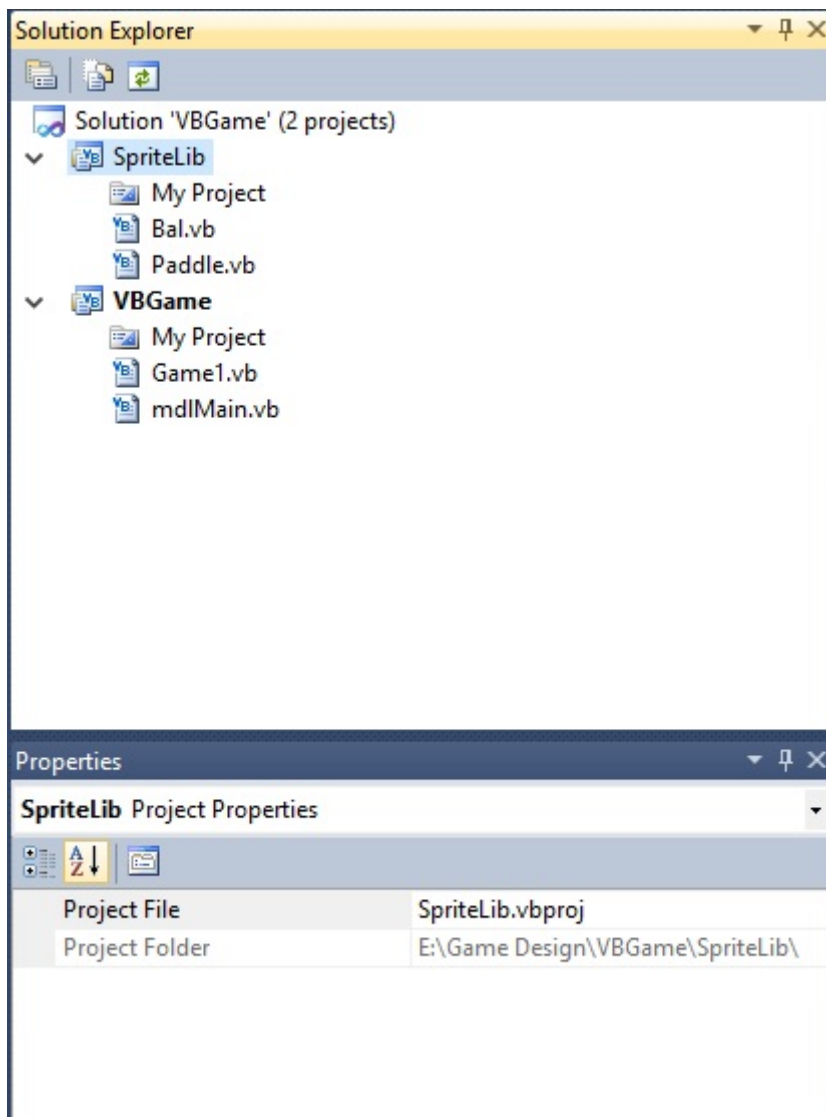 Solution Explorer
Solution 'VBGame' (2 projects)
SpriteLib
My Project
Bal.vb
Paddle.vb
VBGame
My Project
Game1.vb
mdlMain.vb
Properties
SpriteLib Project Properties
Project File SpriteLib.vbproj
Project Folder E:\Game Design\VBGame\SpriteLib\